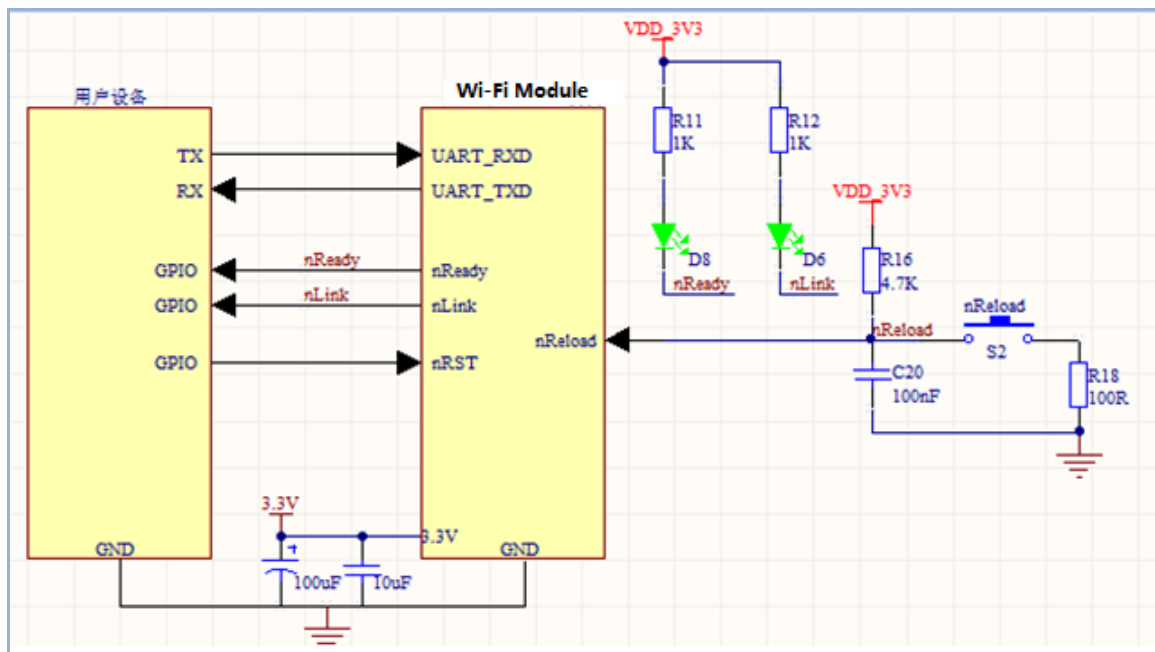 VDD_3V3
用户设备
Wi-Fi Module
R11
1K
R12
1K
TX
UART_RXD
RX
UART_TXD
VDD_3V3
D8
D6
R16
4.7K
GPIO
nReady
nReady
nReady
nLink
GPIO
nLink
nLink
nReload
nReload
nReload
S2
GPIO
nRST
C20
100nF
R18
100R
3.3V
3.3V
GND
GND
+
100uF
10uF